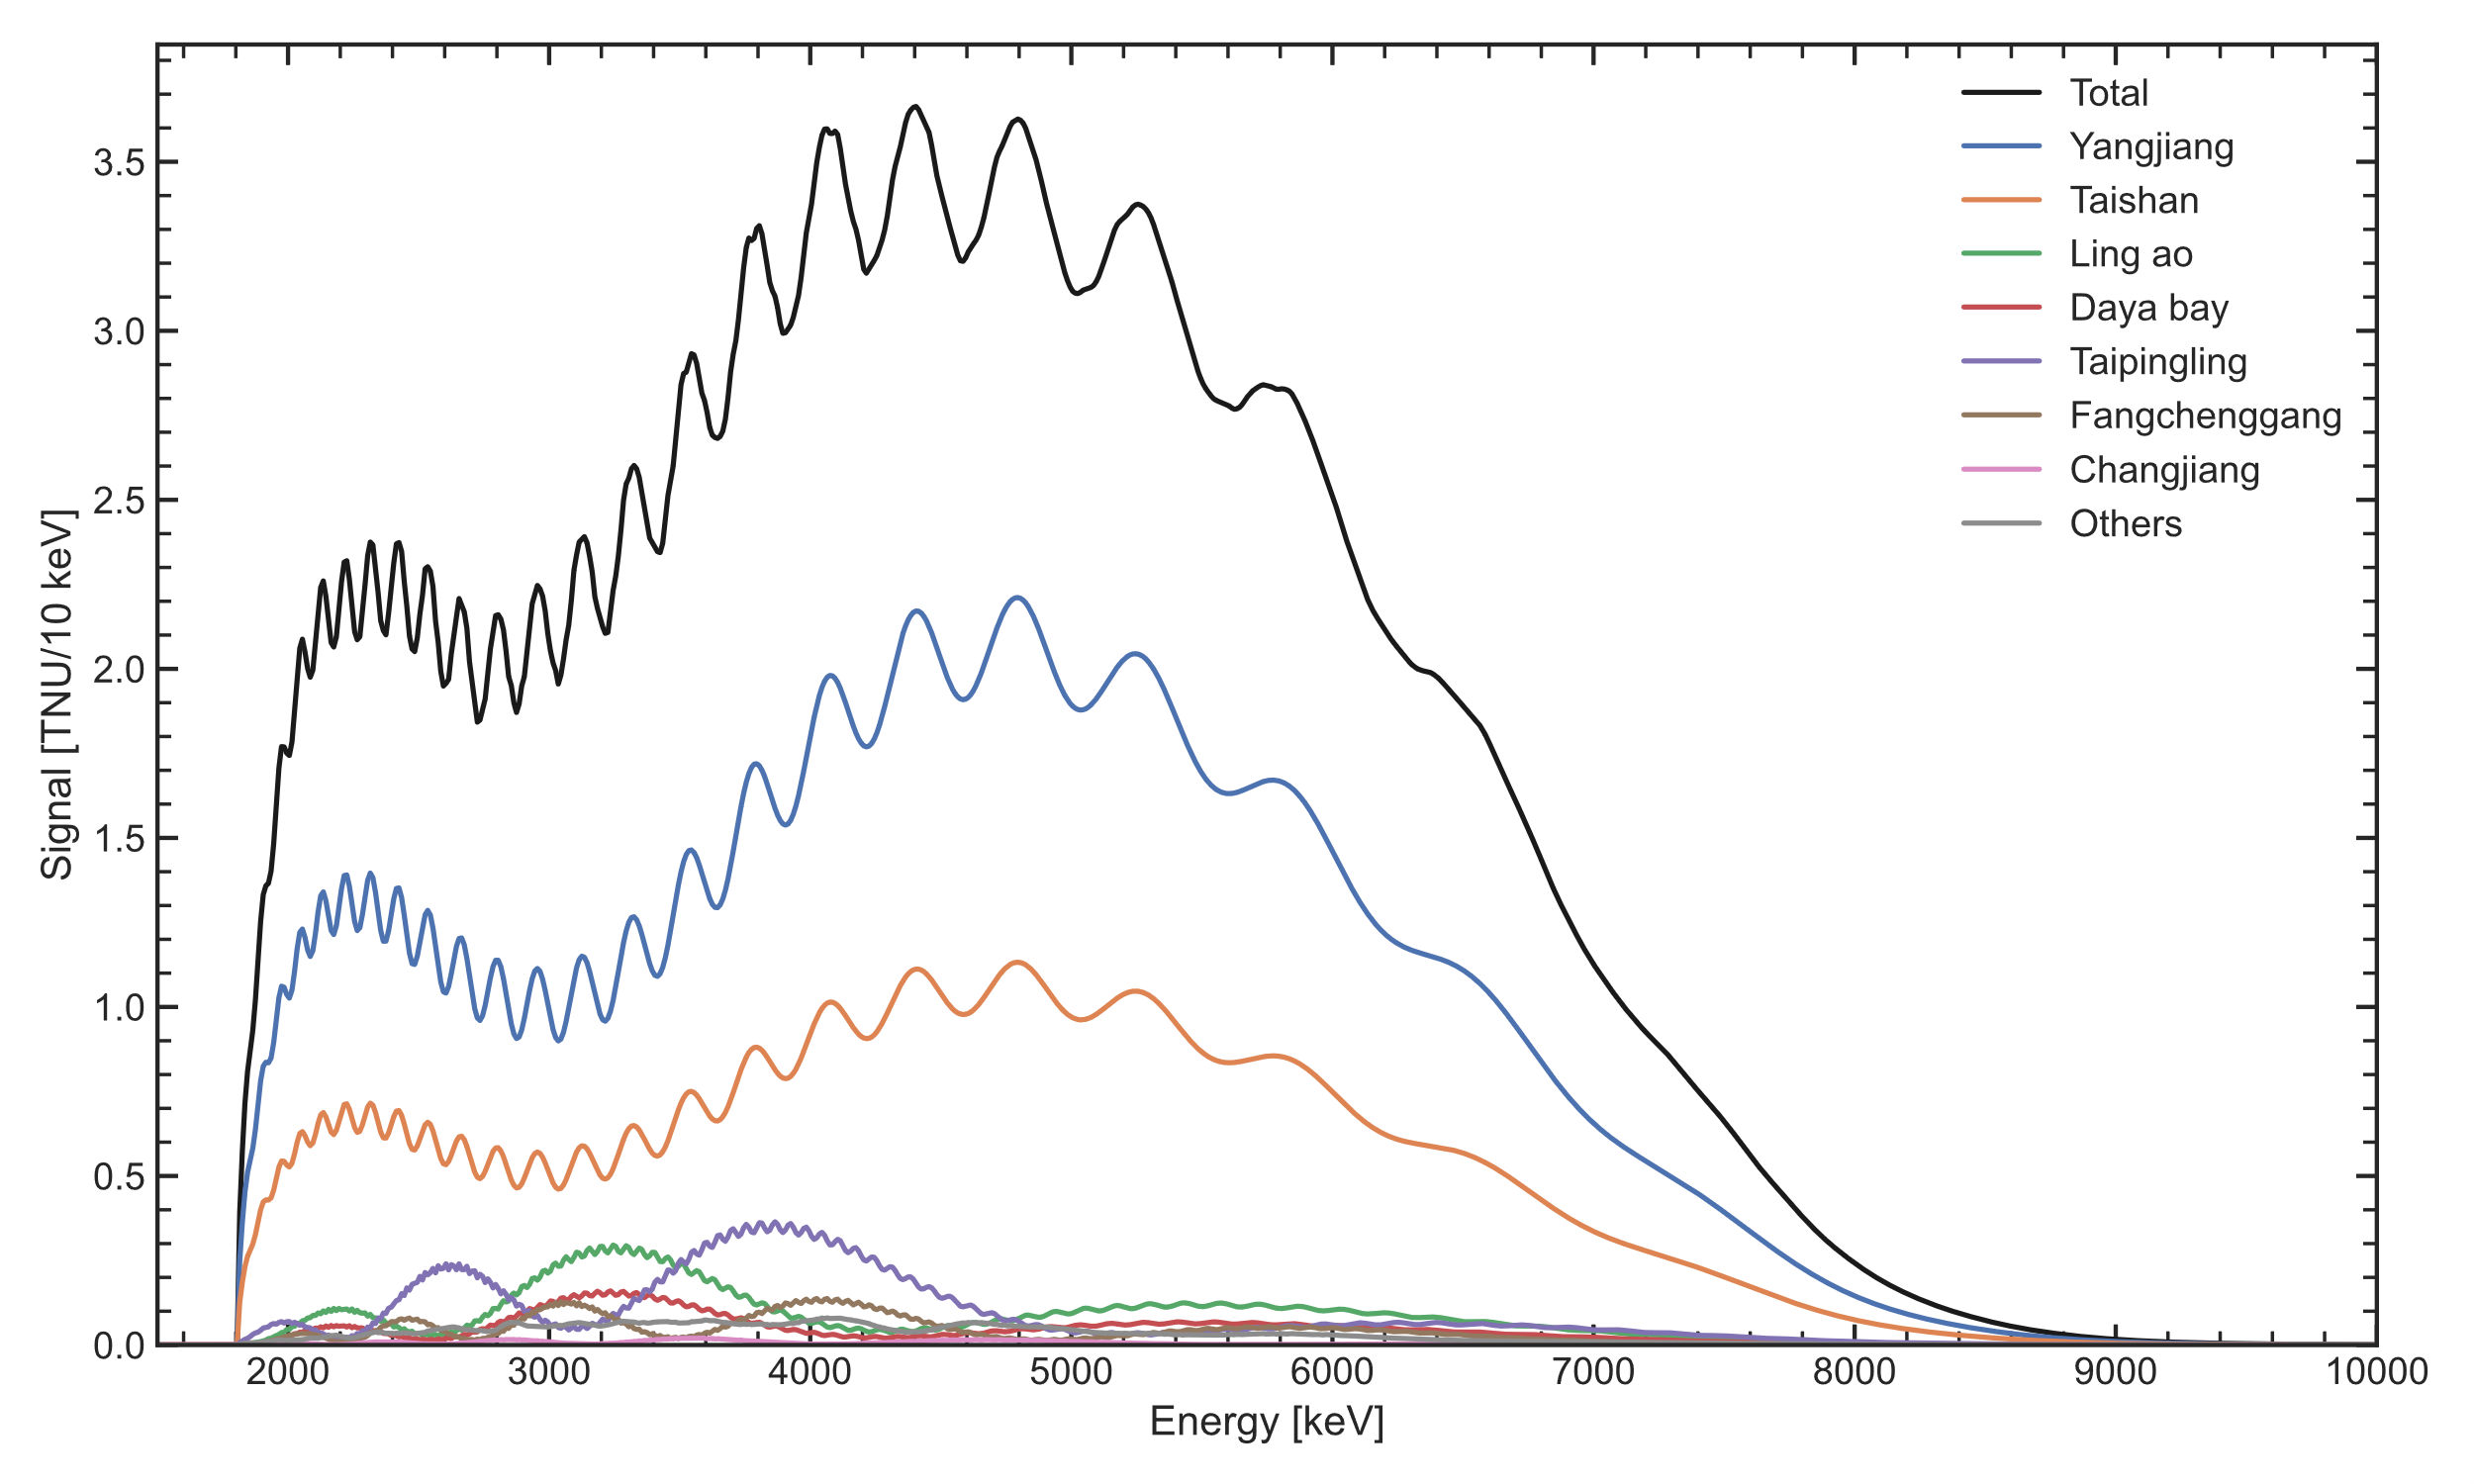 Total
Yangjiang
Taishan
Ling ao
Daya bay
Taipingling
Fangchenggang
Changjiang
Others
Signal [TNU/10 keV]
3.5
3.0
2.5
2.0
1.5
1.0
0.5
0.0
2000 3000 4000 5000 6000 7000 8000 9000 10000
Energy [keV]